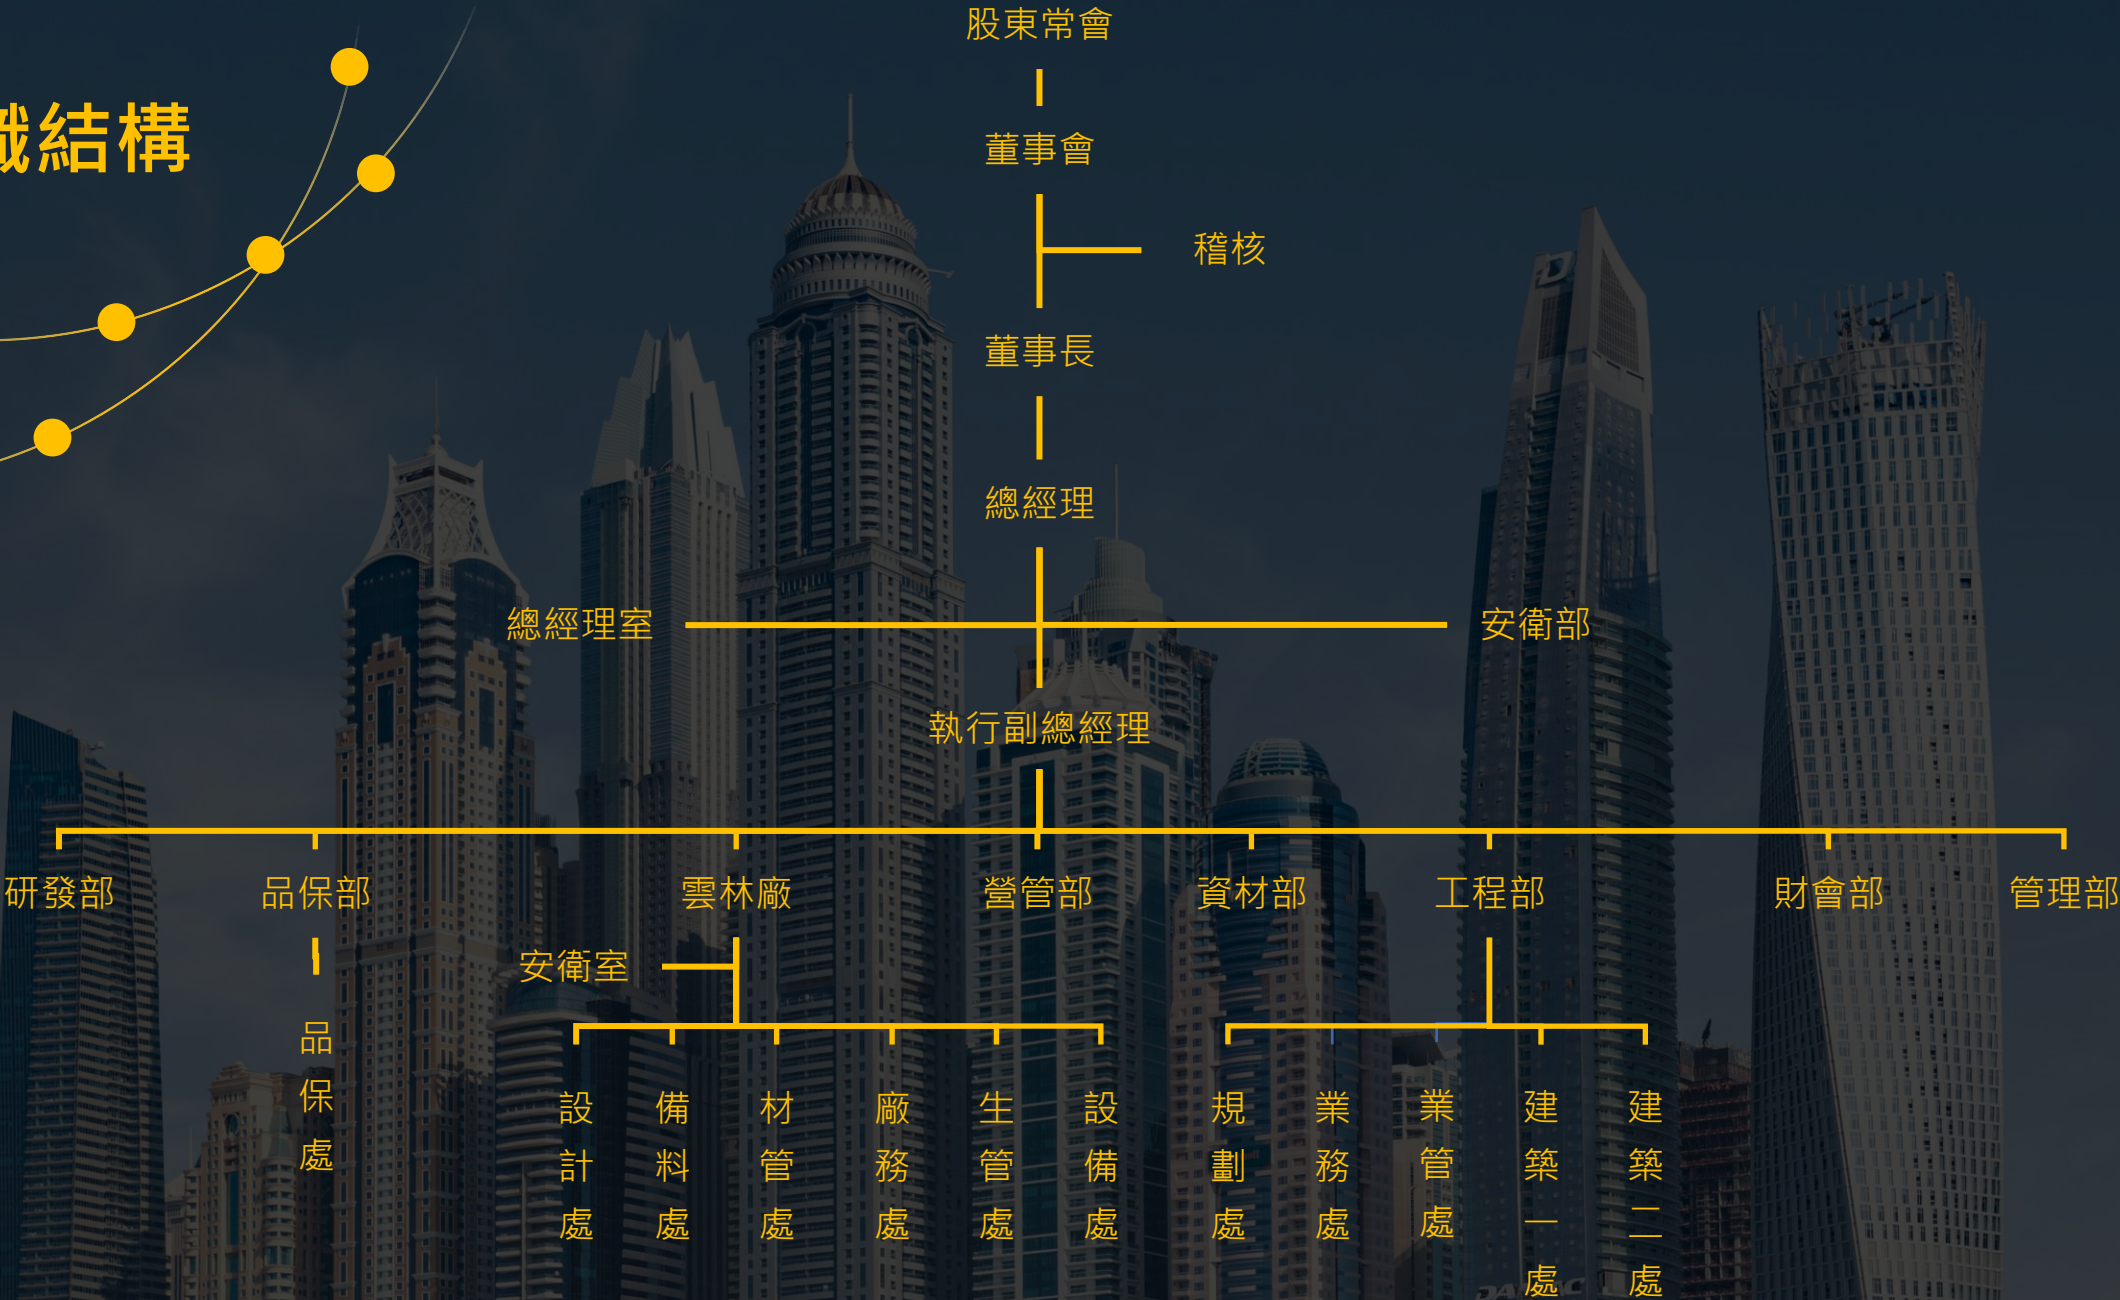 股東常會
織結構
董事會
稽核
董事長
總經理
總經理室
安衛部
執行副總經理
研發部
品保部
雲林廠
營管部
資材部
工程部
財會部
管理部
安衛室
品保處
設計處
備料處
材管處
廠務處
生管處
設備處
規劃處
業務處
業管處
建築一處
建築二處